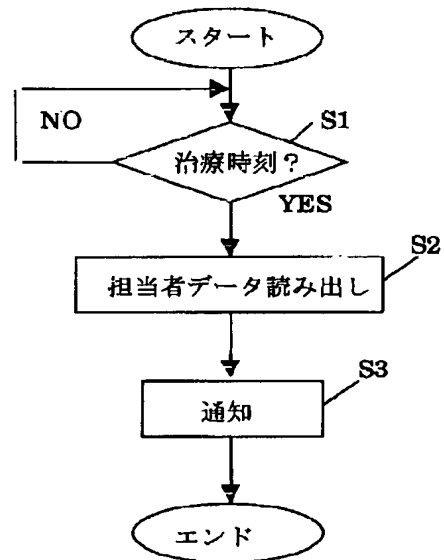 スタート
NO
S1
治療時刻?
YES
S2
担当者データ読み出し
S3
通知
エンド